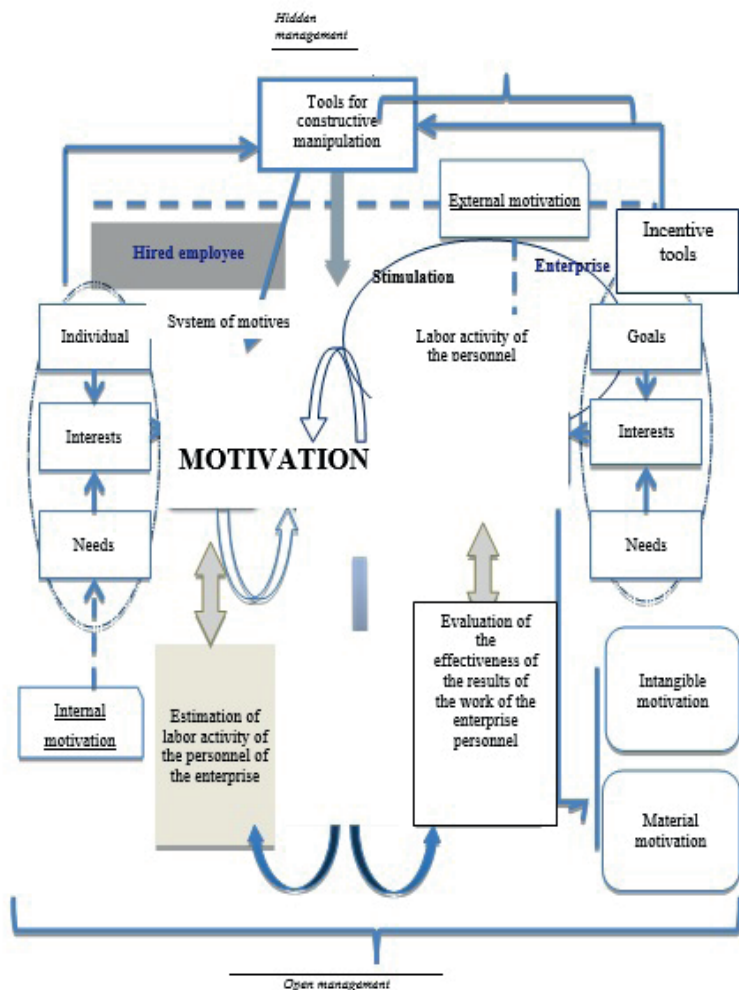 Hidden
management
Tools for
constructive
manipulation
External motivation
Incentive
tools
Hired employee
Stimulation
Enterprise
System of motives
Labor activity of
the personnel
Individual
Goals
Interests
Interests
MOTIVATION
Needs
Needs
Internal
motivation
Estimation of
labor activity of
the personnel of
the enterprise
Evaluation of
the
effectiveness of
the results of
the work of the
enterprise
personnel
Intangible
motivation
Material
motivation
Open management